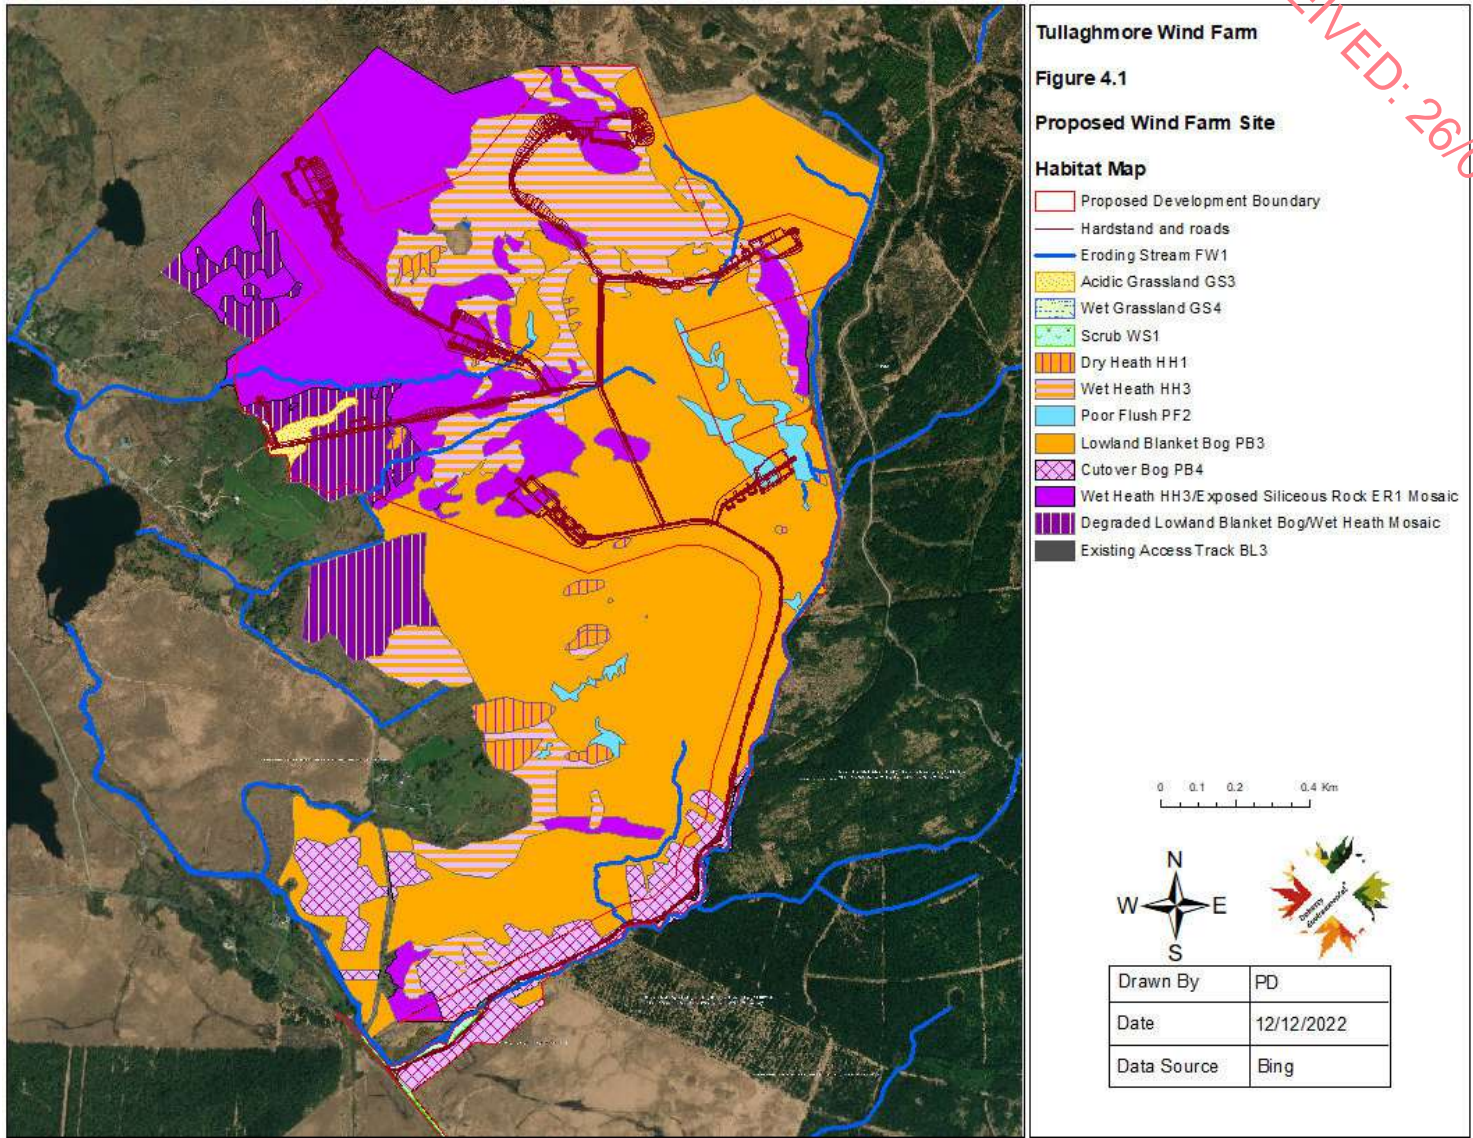 EIVED: 26/0
Tullaghmore Wind Farm
Figure 4.1
Proposed Wind Farm Site
Habitat Map
Proposed Development Boundary
Hardstand and roads
Eroding Stream FW1
Acidic Grassland GS3
Wet Grassland GS4
Scrub WS1
Dry Heath HH1
Wet Heath HH3
Poor Flush PF2
Lowland Blanket Bog PB3
Cutover Bog PB4
Wet Heath HH3/Exposed Siliceous Rock ER1 Mosaic
Degraded Lowland Blanket Bog/Wet Heath Mosaic
Existing Access Track BL3
0 0.1 0.2 0.4 Km
N
W E
S
Drawn By PD
Date 12/12/2022
Data Source Bing